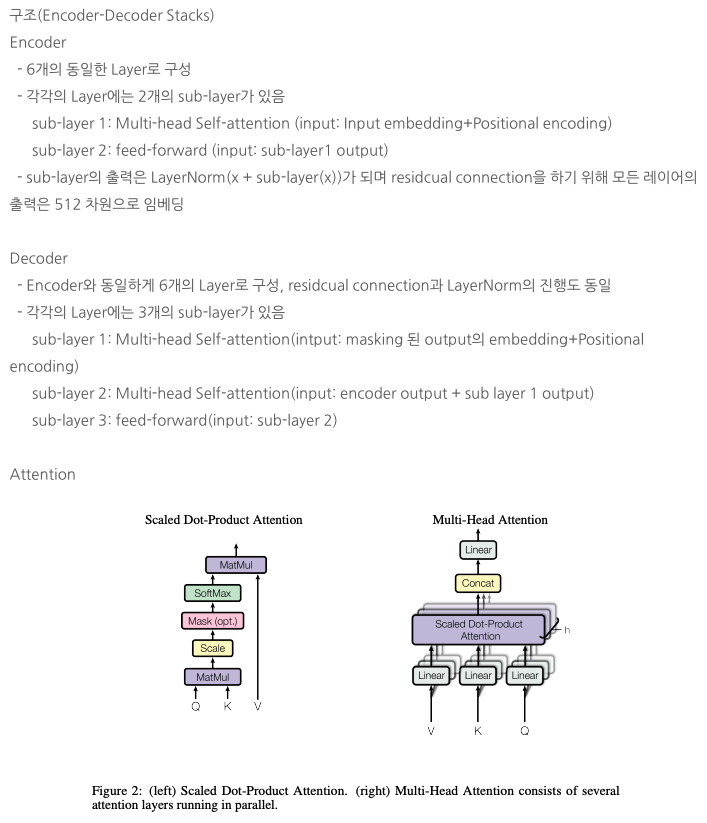 구조(Encoder-Decoder Stacks)
Encoder
- 6개의 동일한 Layer로 구성
- 각각의 Layer에는 2개의 sub-layer가 있음
sub-layer 1: Multi-head Self-attention (input: Input embedding+Positional encoding)
sub-layer 2: feed-forward (input: sub-layer1 output)
- sub-layer의 출력은 LayerNorm(x + sub-layer(x))가 되며 residcual connection을 하기 위해 모든 레이어의
출력은 512 차원으로 임베딩
Decoder
- Encoder와 동일하게 6개의 Layer로 구성, residcual connection과 LayerNorm의 진행도 동일
- 각각의 Layer에는 3개의 sub-layer가 있음
sub-layer 1: Multi-head Self-attention(intput: masking 된 output의 embedding+Positional
encoding)
sub-layer 2: Multi-head Self-attention(input: encoder output + sub layer 1 output)
sub-layer 3: feed-forward(input: sub-layer 2)
Attention
Scaled Dot-Product Attention
MatMul
SoftMax
Mask (opt.)
Scale
MatMul
Q K V
Multi-Head Attention
Linear
Concat
Scaled Dot-Product
Attention
h
Linear Linear Linear
V K Q
Figure 2: (left) Scaled Dot-Product Attention. (right) Multi-Head Attention consists of several
attention layers running in parallel.